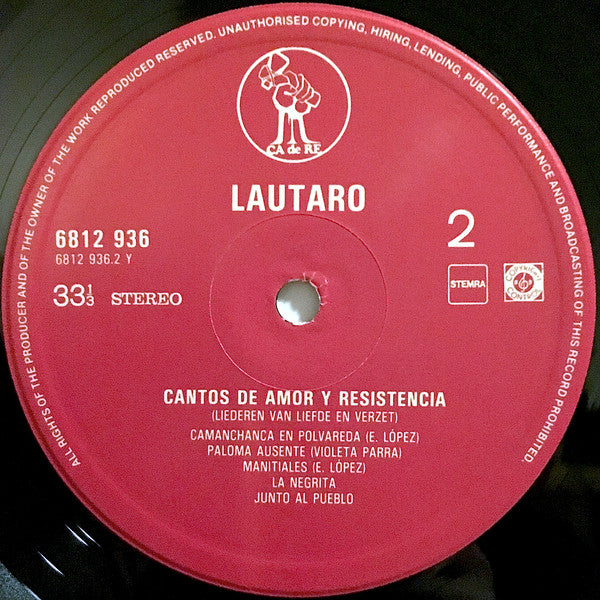 ALL RIGHTS OF THE PRODUCER AND OF THE OWNER OF THE WORK REPRODUCED RESERVED. UNAUTHORISED COPYING, HIRING, LENDING, PUBLIC PERFORMANCE AND BROADCASTING OF THIS RECORD PROHIBITED.
CA de RE
LAUTARO
6812 936
6812 936.2 Y
2
33⅓ STEREO
STEMRA
COPYRIGHT
CONTROL
CANTOS DE AMOR Y RESISTENCIA
(LIEDEREN VAN LIEFDE EN VERZET)
CAMANCHANCA EN POLVAREDA (E. LÓPEZ)
PALOMA AUSENTE (VIOLETA PARRA)
MANITIALES (E. LÓPEZ)
LA NEGRITA
JUNTO AL PUEBLO